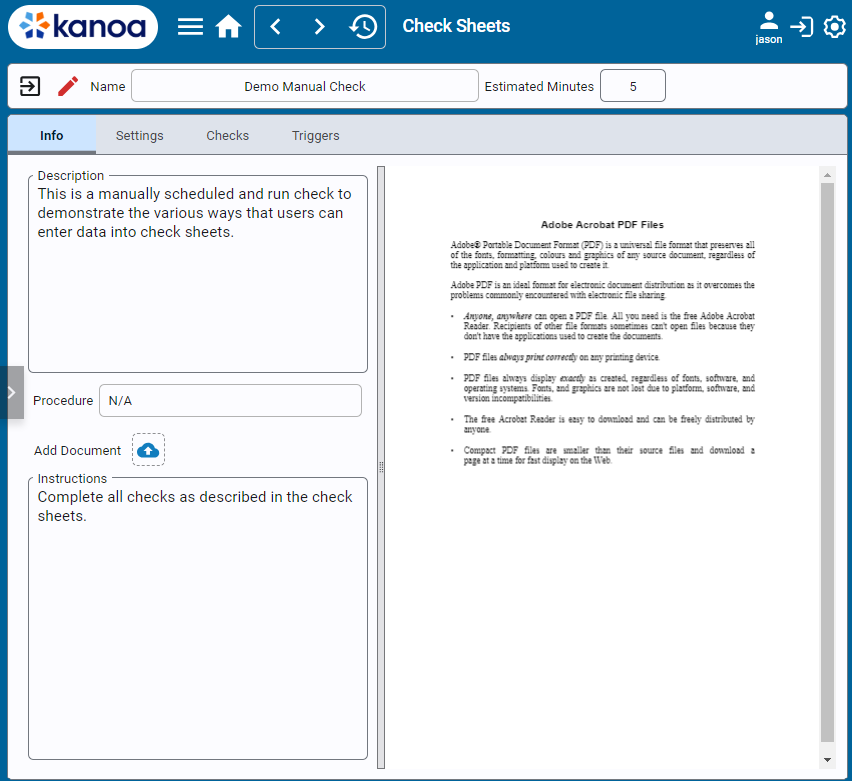 kanoa
Check Sheets
jason
Name
Demo Manual Check
Estimated Minutes
5
Info
Settings
Checks
Triggers
Description
This is a manually scheduled and run check to
demonstrate the various ways that users can
enter data into check sheets.
Procedure
N/A
Add Document
Instructions
Complete all checks as described in the check
sheets.
Adobe Acrobat PDF Files
Adobe® Portable Document Format (PDF) is a universal file format that preserves all
of the fonts, formatting, colours and graphics of any source document, regardless of
the application and platform used to create it.
Adobe PDF is an ideal format for electronic document distribution as it overcomes the
problems commonly encountered with electronic file sharing.
• Anyone, anywhere can open a PDF file. All you need is the free Adobe Acrobat
Reader. Recipients of other file formats sometimes can't open files because they
don't have the applications used to create the documents.
• PDF files always print correctly on any printing device.
• PDF files always display exactly as created, regardless of fonts, software, and
operating systems. Fonts, and graphics are not lost due to platform, software, and
version incompatibilities.
• The free Acrobat Reader is easy to download and can be freely distributed by
anyone.
• Compact PDF files are smaller than their source files and download a
page at a time for fast display on the Web.